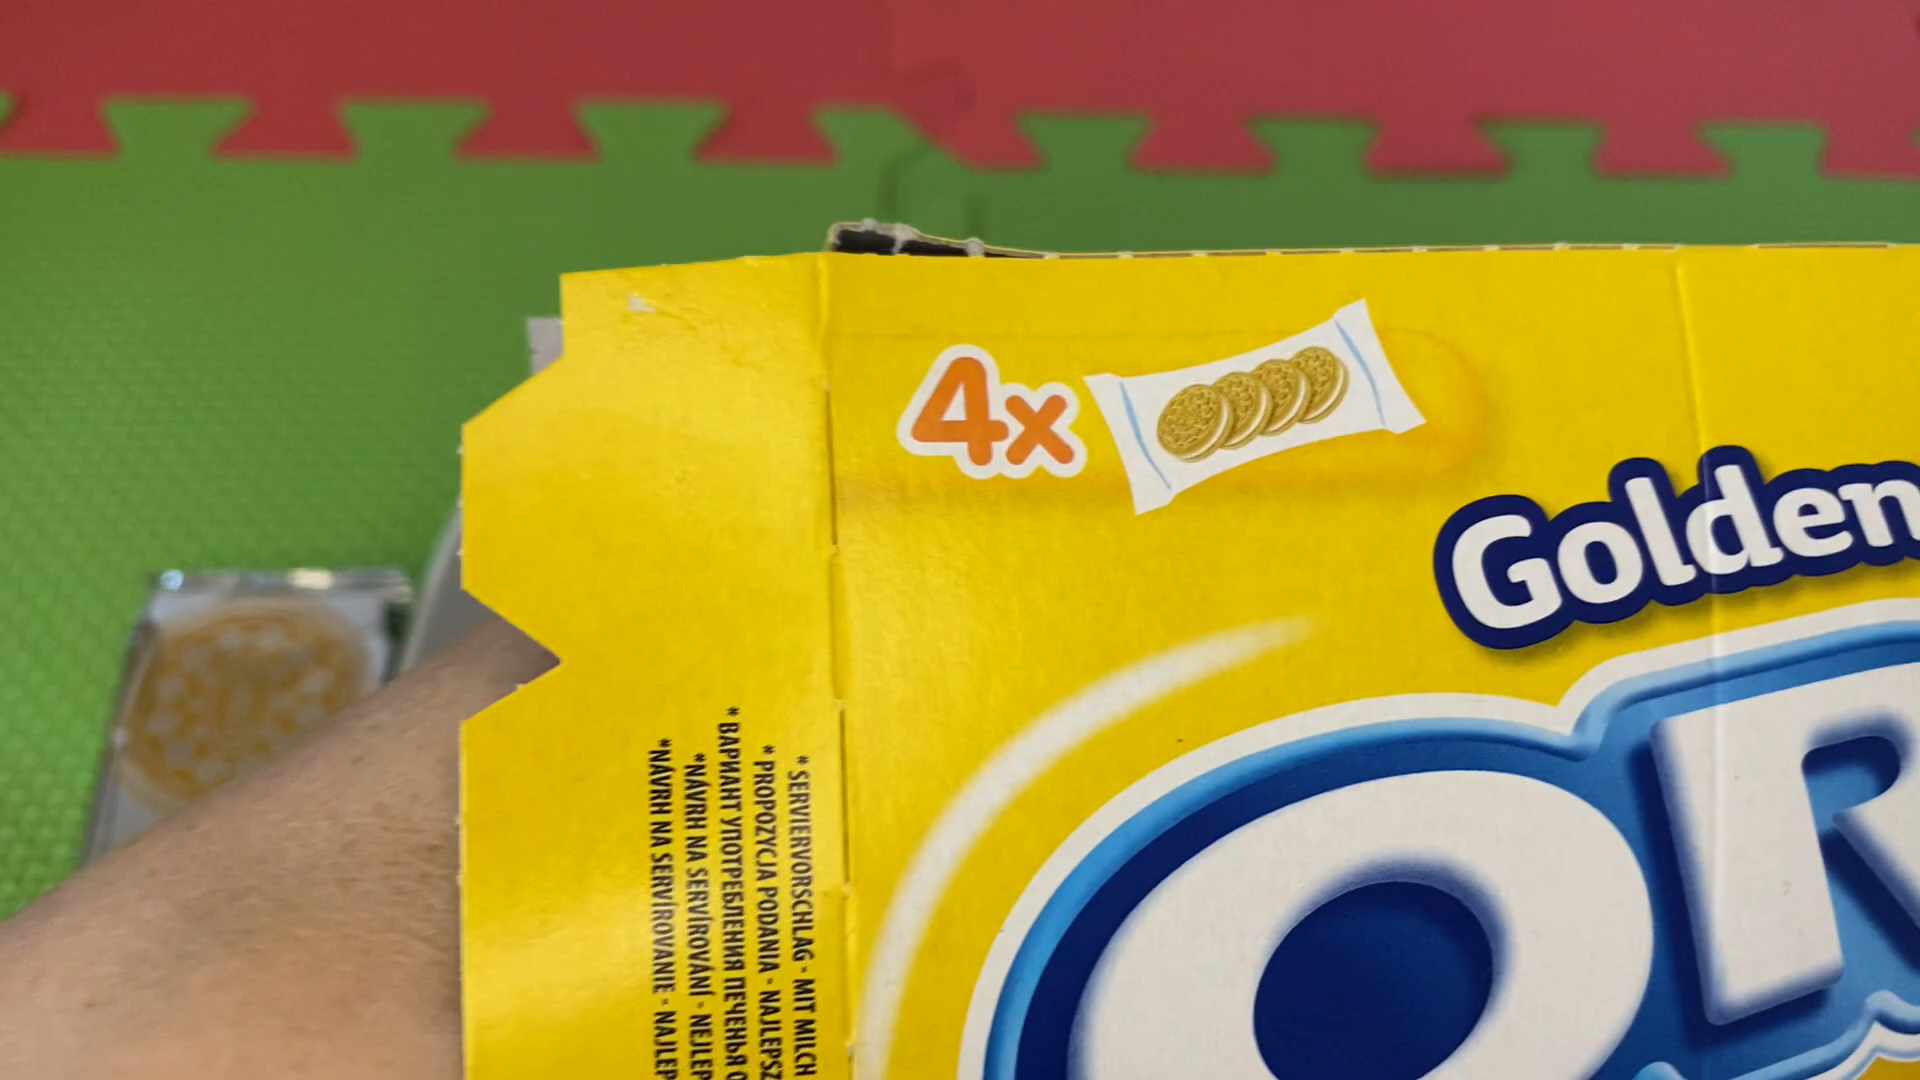 4x
Golden
OR
* SERVIERVORSCHLAG - MIT MILCH
* PROPOZYCJA PODANIA - NAJLEPSZ
* ВАРИАНТ УПОТРЕБЛЕНИЯ ПЕЧЕНЬЯ О
*NÁVRH NA SERVÍROVÁNÍ - NEJLEP
*NÁVRH NA SERVÍROVANIE - NAJLEP